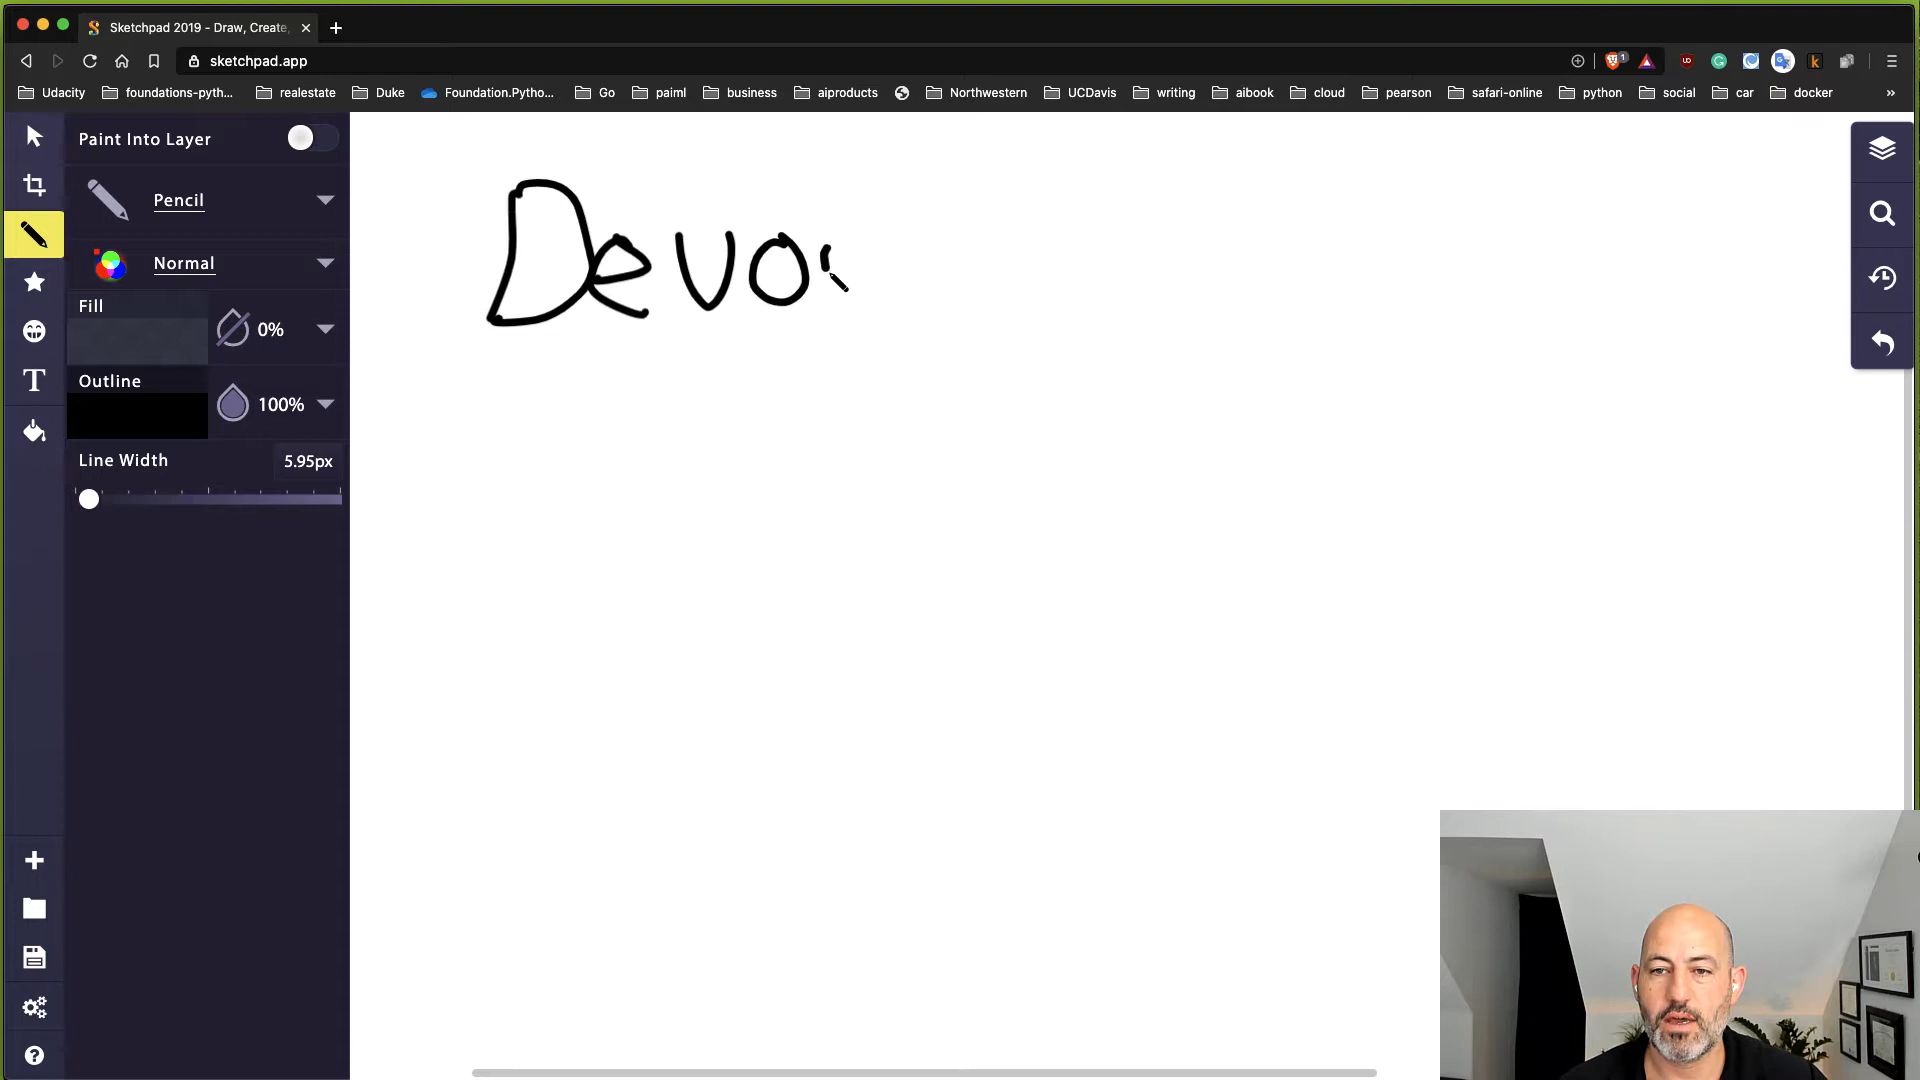 Sketchpad 2019 - Draw, Create,
sketchpad.app
1
Udacity foundations-pyth... realestate Duke Foundation.Pytho... Go paiml business aiproducts Northwestern UCDavis writing aibook cloud pearson safari-online python social car docker »
Paint Into Layer
Pencil
Normal
Fill
0%
Outline
100%
Line Width 5.95px
T
Devo